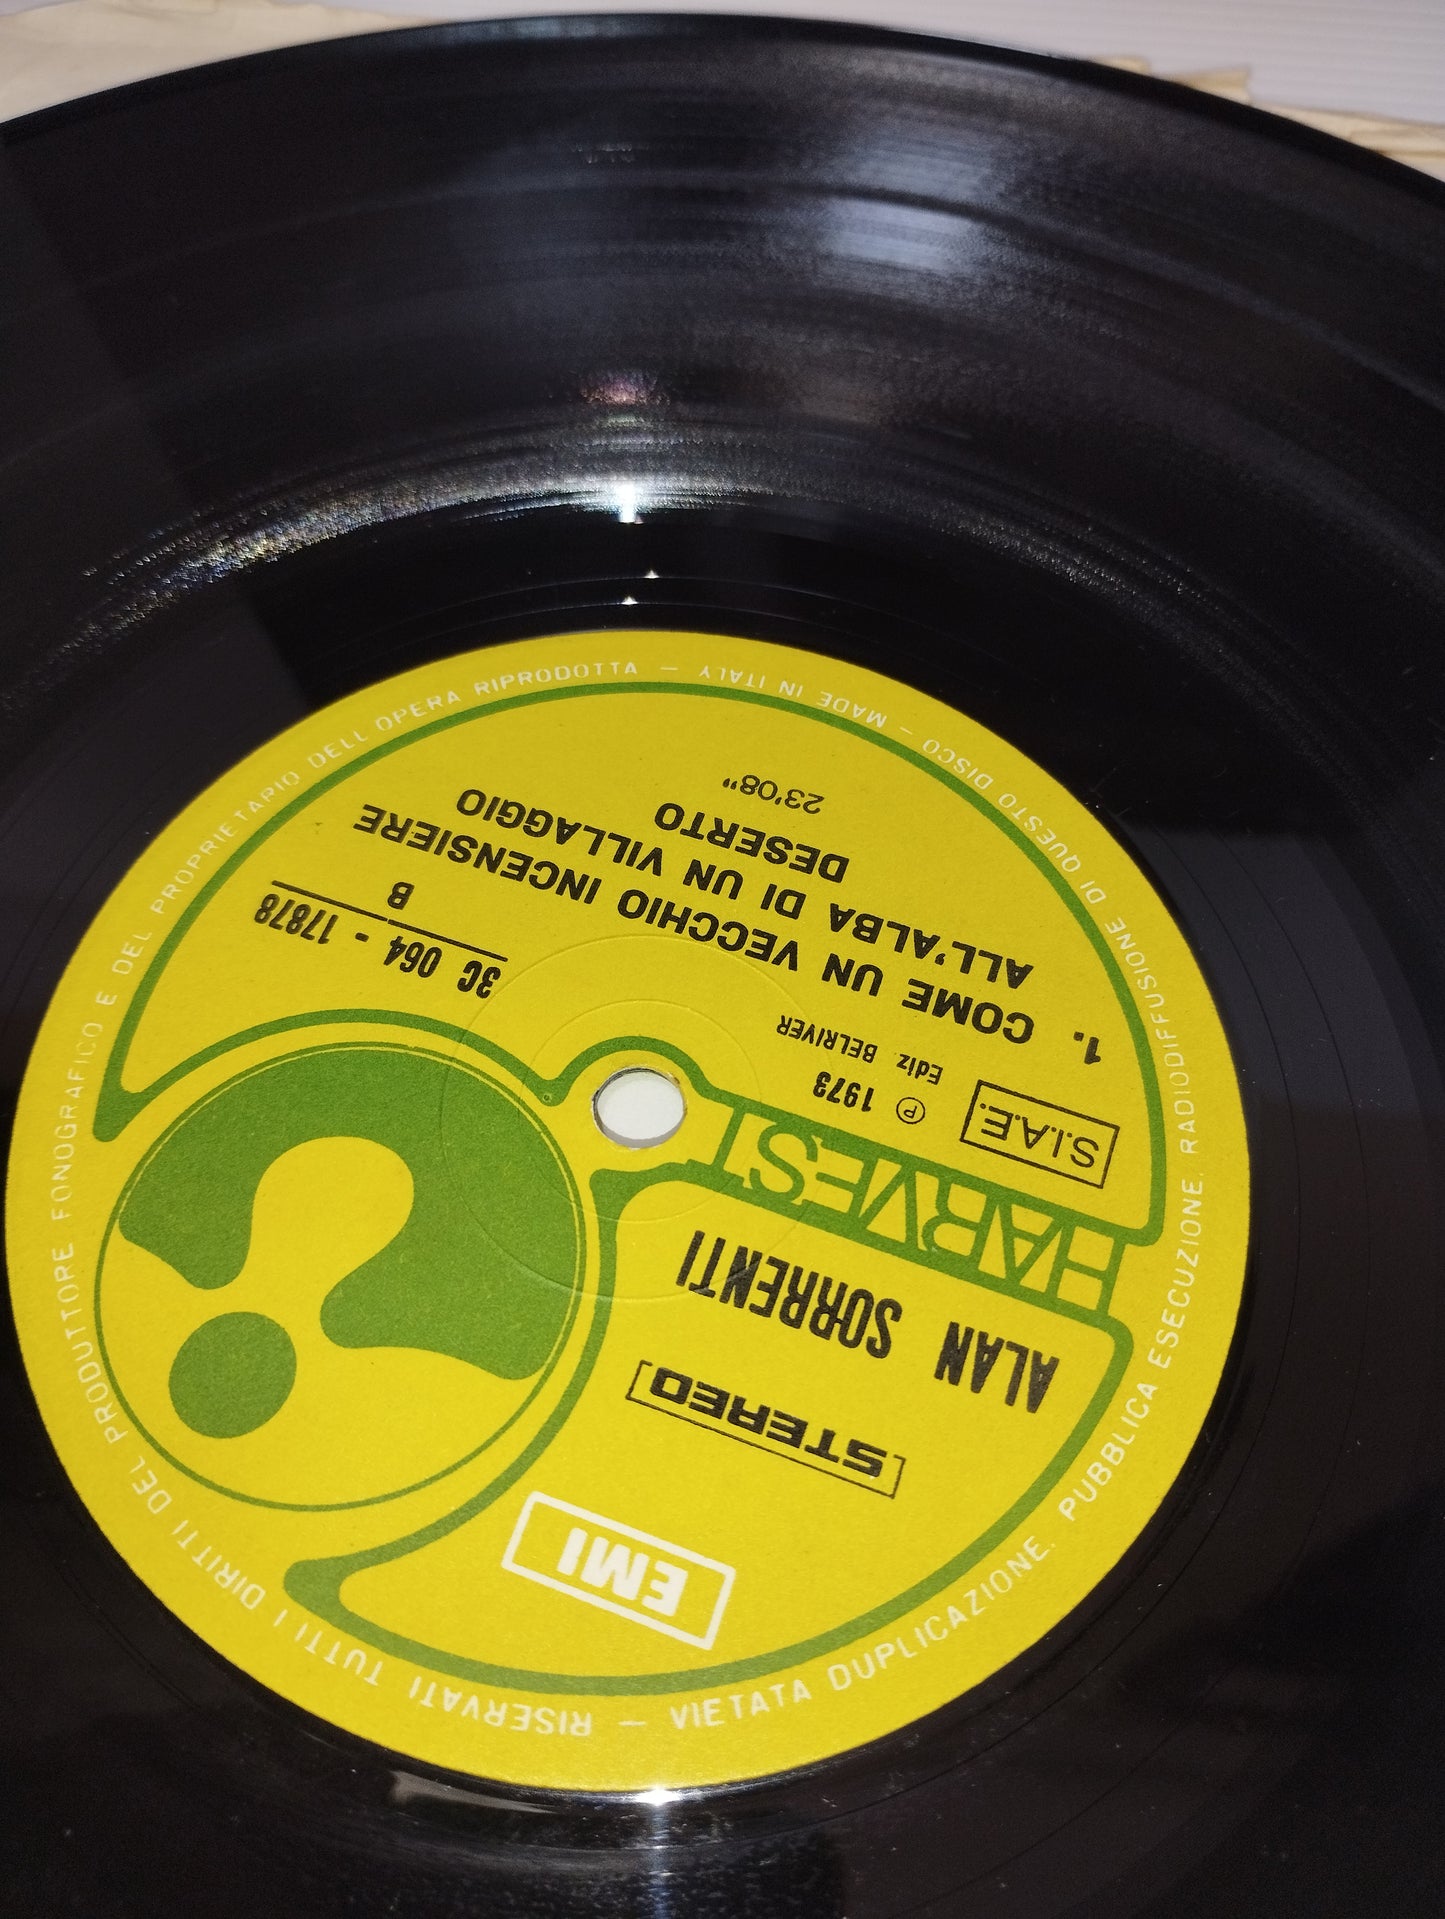 EMI
STEREO
ALAN SORRENTI
HARVEST
S.I.A.E.
Ⓟ 1973
Ediz BELRIVER
3C 064 - 17878
B
1. COME UN VECCHIO INCENSIERE
ALL'ALBA DI UN VILLAGGIO
DESERTO
23'08"
RISERVATI TUTTI I DIRITTI DEL PRODUTTORE FONOGRAFICO E DEL PROPRIETARIO DELL OPERA RIPRODOTTA — MADE IN ITALY — VIETATA DUPLICAZIONE. PUBBLICA ESECUZIONE. RADIODIFFUSIONE DI QUESTO DISCO —